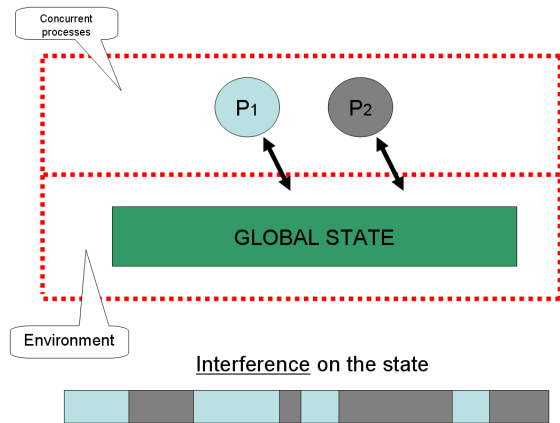 Concurrent
processes
P1
P2
GLOBAL STATE
Environment
Interference on the state